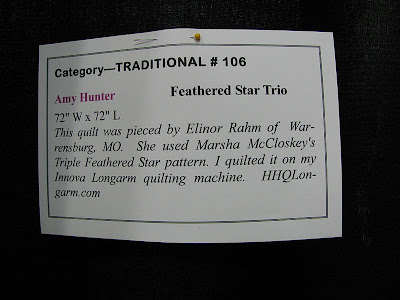 Category—TRADITIONAL # 106
Amy Hunter Feathered Star Trio
72" W x 72" L
This quilt was pieced by Elinor Rahm of War-
rensburg, MO. She used Marsha McCloskey's
Triple Feathered Star pattern. I quilted it on my
Innova Longarm quilting machine. HHQLon-
garm.com